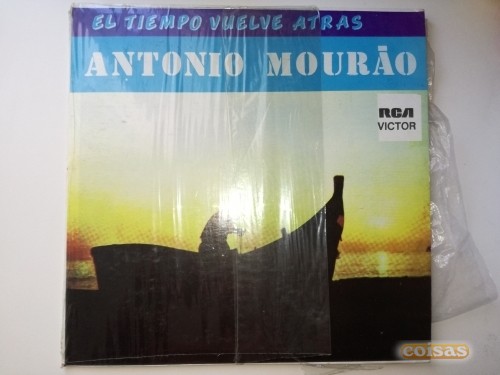 EL TIEMPO VUELVE ATRAS
ANTONIO MOURÃO
RCA
VICTOR
coisas